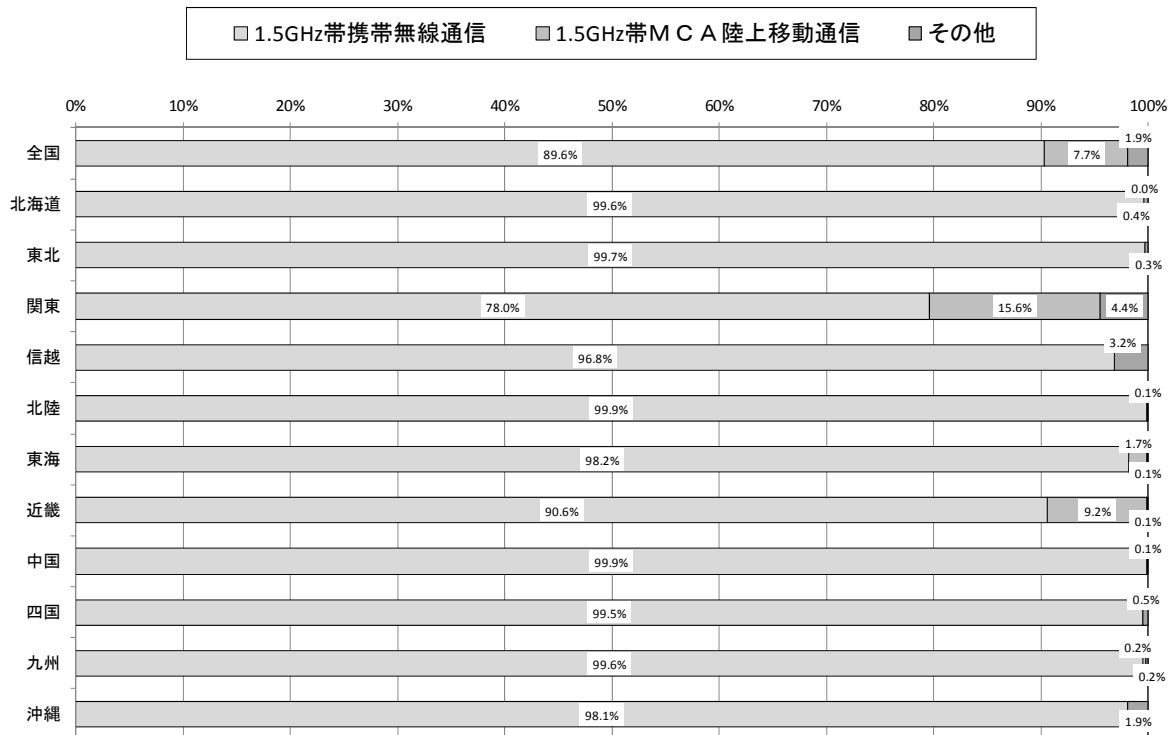 1.5GHz帯携帯無線通信 1.5GHz帯MCA陸上移動通信 その他
0% 10% 20% 30% 40% 50% 60% 70% 80% 90% 100%
全国 89.6% 7.7% 1.9%
北海道 99.6% 0.4% 0.0%
東北 99.7% 0.3%
関東 78.0% 15.6% 4.4%
信越 96.8% 3.2%
北陸 99.9% 0.1%
東海 98.2% 1.7% 0.1%
近畿 90.6% 9.2% 0.1%
中国 99.9% 0.1%
四国 99.5% 0.5%
九州 99.6% 0.2% 0.2%
沖縄 98.1% 1.9%